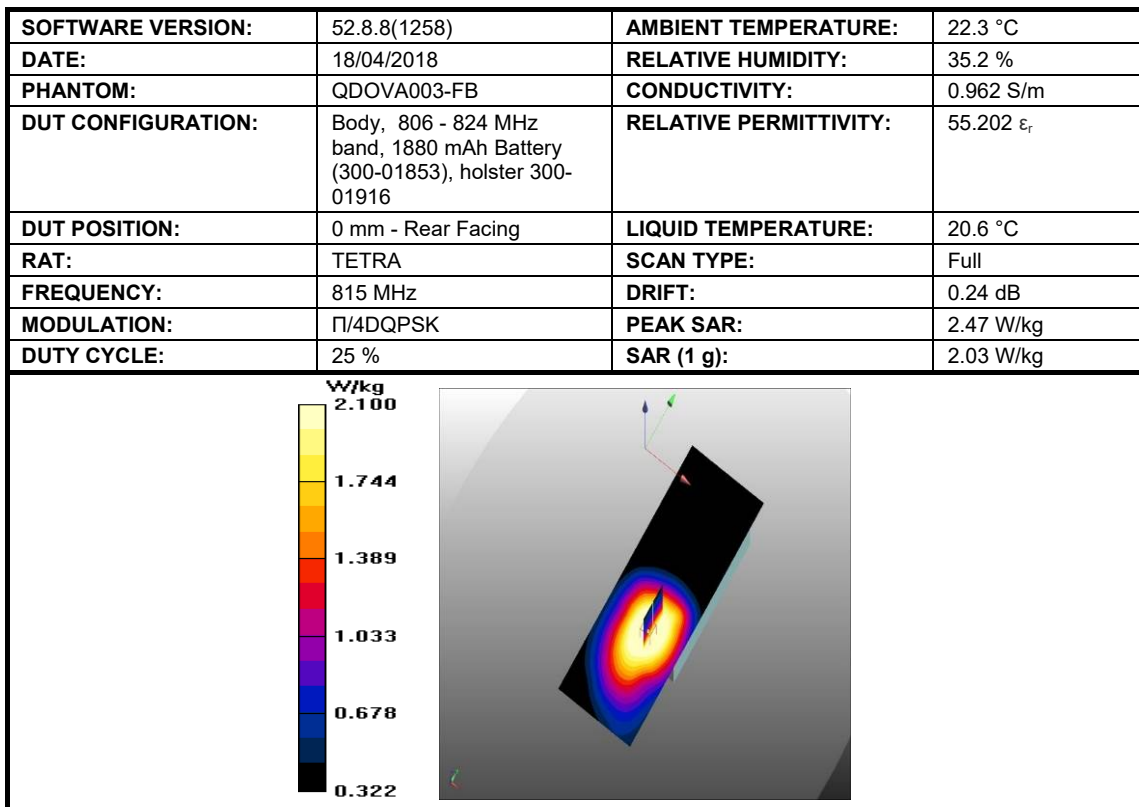 SOFTWARE VERSION: 52.8.8(1258) AMBIENT TEMPERATURE: 22.3 °C
DATE: 18/04/2018 RELATIVE HUMIDITY: 35.2 %
PHANTOM: QDOVA003-FB CONDUCTIVITY: 0.962 S/m
DUT CONFIGURATION: Body, 806 - 824 MHz RELATIVE PERMITTIVITY: 55.202 εr
band, 1880 mAh Battery
(300-01853), holster 300-
01916
DUT POSITION: 0 mm - Rear Facing LIQUID TEMPERATURE: 20.6 °C
RAT: TETRA SCAN TYPE: Full
FREQUENCY: 815 MHz DRIFT: 0.24 dB
MODULATION: Π/4DQPSK PEAK SAR: 2.47 W/kg
DUTY CYCLE: 25 % SAR (1 g): 2.03 W/kg
W/kg
2.100
1.744
1.389
1.033
0.678
0.322